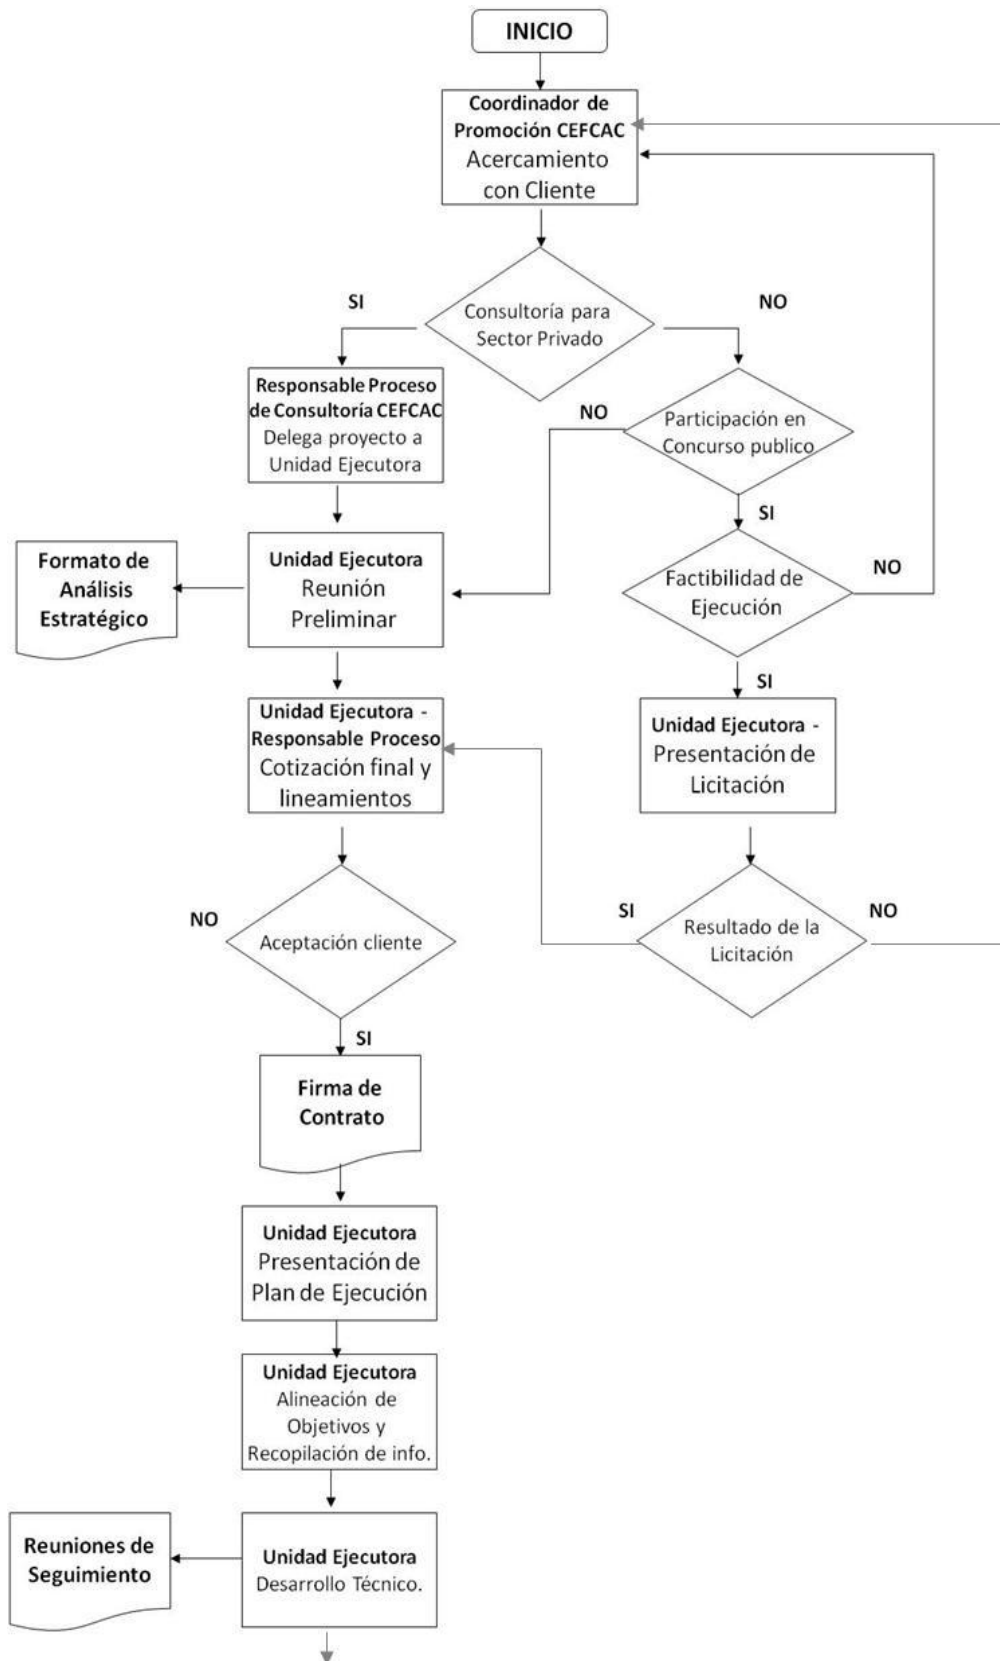 INICIO
Coordinador de
Promoción CEFCAC
Acercamiento
con Cliente
SI
NO
Consultoría para
Sector Privado
Responsable Proceso
de Consultoría CEFCAC
Delega proyecto a
Unidad Ejecutora
NO
Participación en
Concurso publico
SI
Formato de
Análisis
Estratégico
Unidad Ejecutora
Reunión
Preliminar
Factibilidad de
Ejecución
NO
SI
Unidad Ejecutora -
Responsable Proceso
Cotización final y
lineamientos
Unidad Ejecutora -
Presentación de
Licitación
NO
Aceptación cliente
SI
SI
Resultado de la
Licitación
NO
Firma de
Contrato
Unidad Ejecutora
Presentación de
Plan de Ejecución
Unidad Ejecutora
Alineación de
Objetivos y
Recopilación de info.
Reuniones de
Seguimiento
Unidad Ejecutora
Desarrollo Técnico.